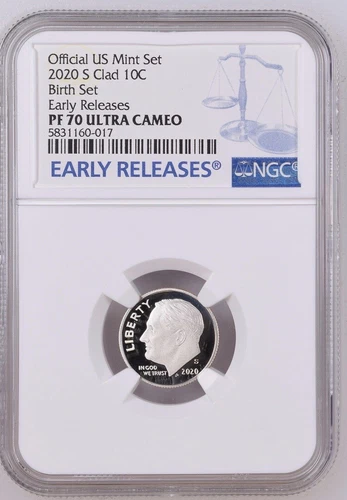 Official US Mint Set
2020 S Clad 10C
Birth Set
Early Releases
PF 70 ULTRA CAMEO
5831160-017
EARLY RELEASES®
NGC®
LIBERTY
IN GOD
WE TRUST
S
2020